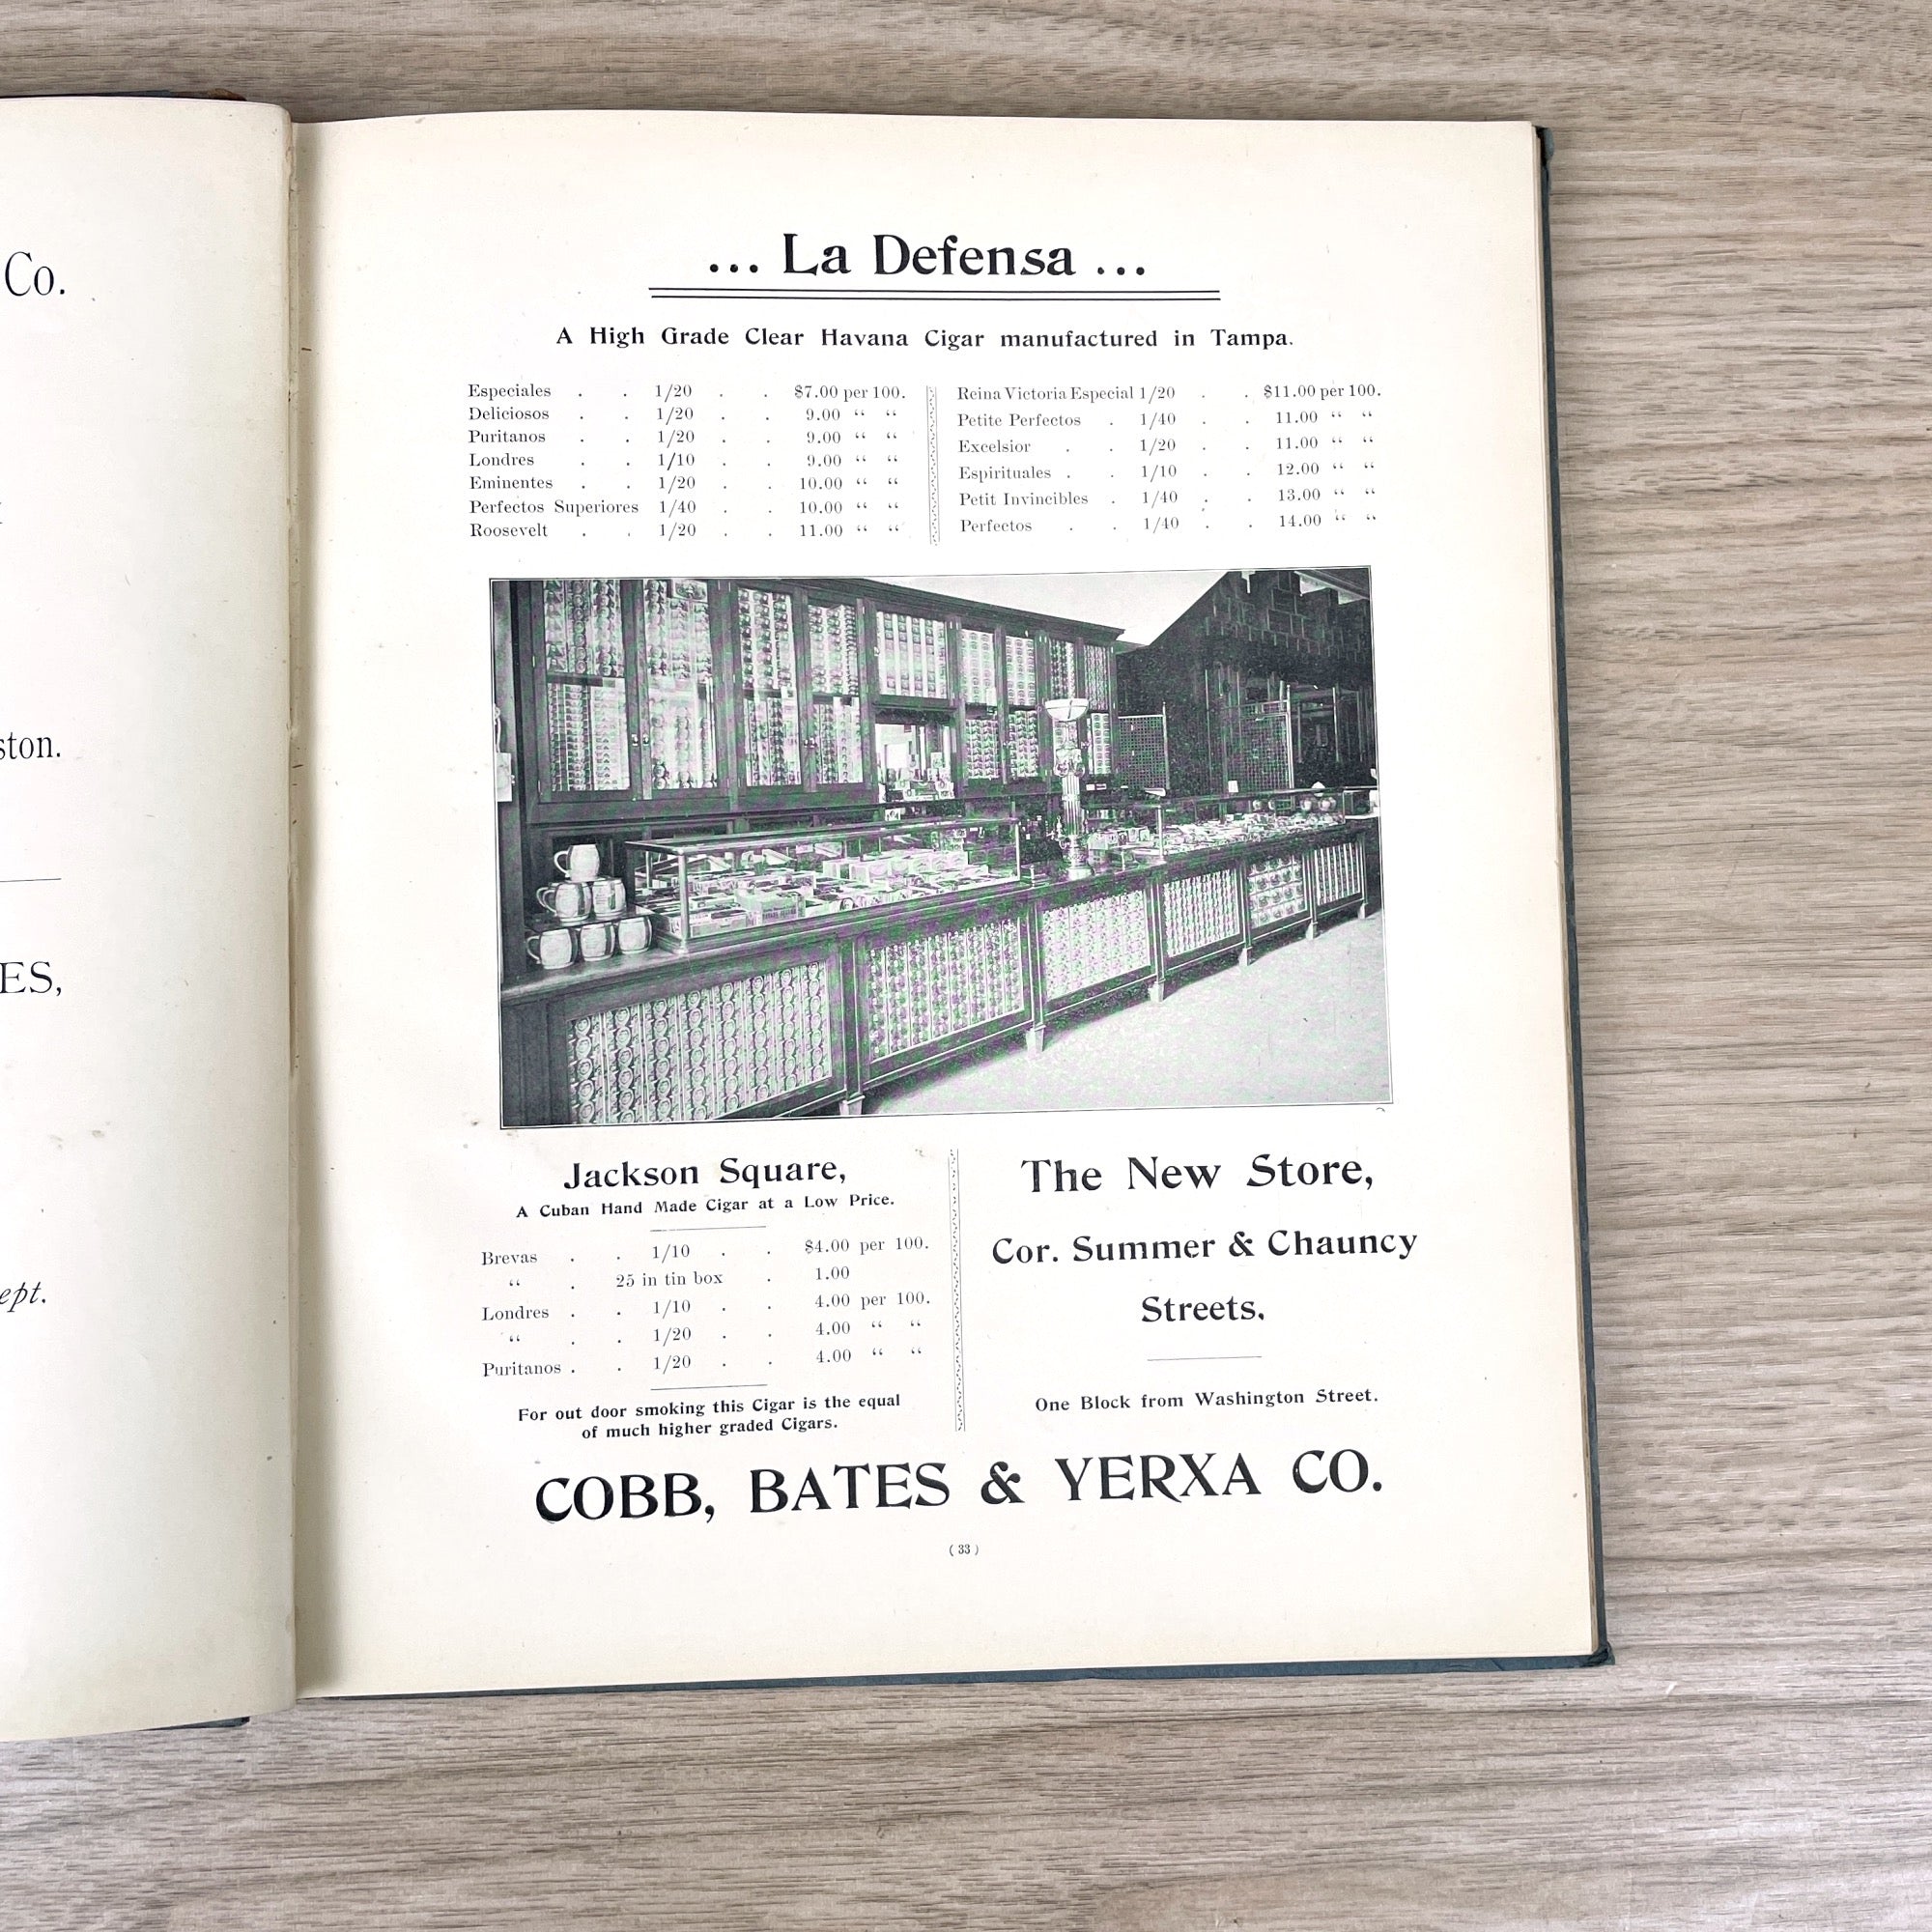 Co.
ston.
ES,
ept.
... La Defensa ...
A High Grade Clear Havana Cigar manufactured in Tampa.
Especiales . . 1/20 . . $7.00 per 100.
Deliciosos . . 1/20 . . 9.00 “ “
Puritanos . . 1/20 . . 9.00 “ “
Londres . . 1/10 . . 9.00 “ “
Eminentes . . 1/20 . . 10.00 “ “
Perfectos Superiores 1/40 . . 10.00 “ “
Roosevelt . . 1/20 . . 11.00 “ “
Reina Victoria Especial 1/20 . . $11.00 per 100.
Petite Perfectos . 1/40 . . 11.00 “ “
Excelsior . . 1/20 . . 11.00 “ “
Espirituales . . 1/10 . . 12.00 “ “
Petit Invincibles . 1/40 . . 13.00 “ “
Perfectos . . 1/40 . . 14.00 “ “
Jackson Square,
A Cuban Hand Made Cigar at a Low Price.
Brevas . . 1/10 . . $4.00 per 100.
“ . 25 in tin box . 1.00
Londres . . 1/10 . . 4.00 per 100.
“ . . 1/20 . . 4.00 “ “
Puritanos . . 1/20 . . 4.00 “ “
For out door smoking this Cigar is the equal
of much higher graded Cigars.
The New Store,
Cor. Summer & Chauncy
Streets.
One Block from Washington Street.
COBB, BATES & YERXA CO.
( 33 )